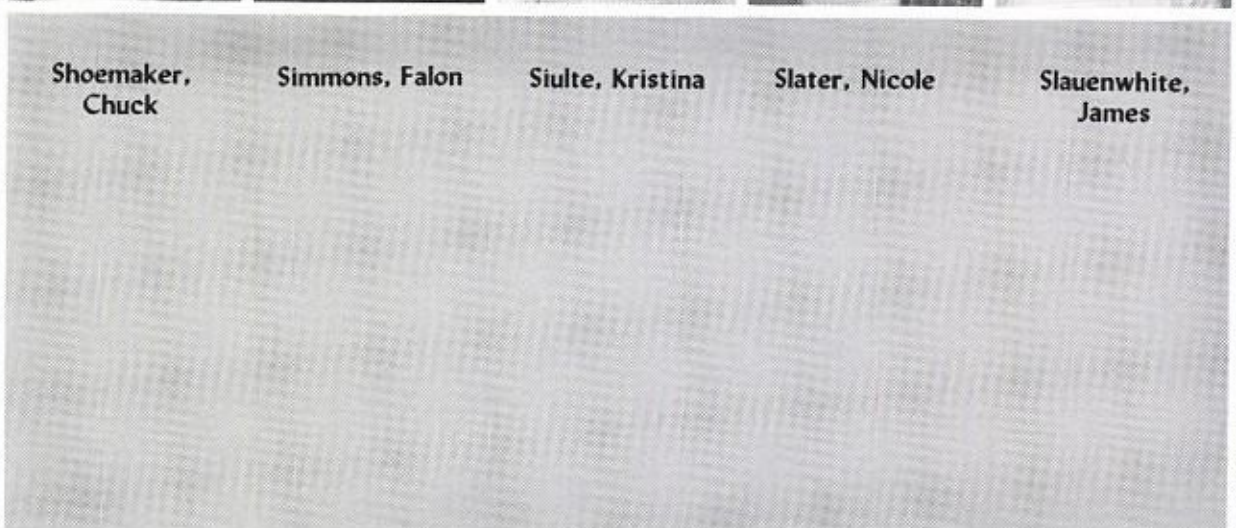 Shoemaker, Chuck
Simmons, Falon
Siulte, Kristina
Slater, Nicole
Slauenwhite, James